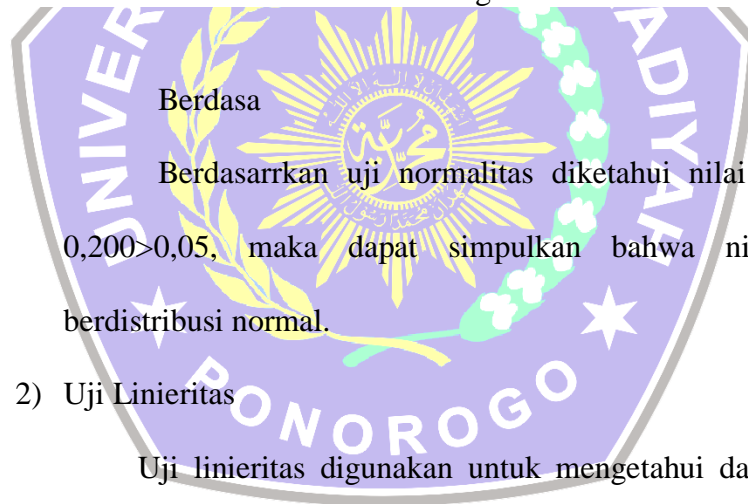 Berdasa
Berdasarrkan uji normalitas diketahui nilai
0,200>0,05, maka dapat simpulkan bahwa ni
berdistribusi normal.
2) Uji Linieritas
Uji linieritas digunakan untuk mengetahui da
PONOROGO